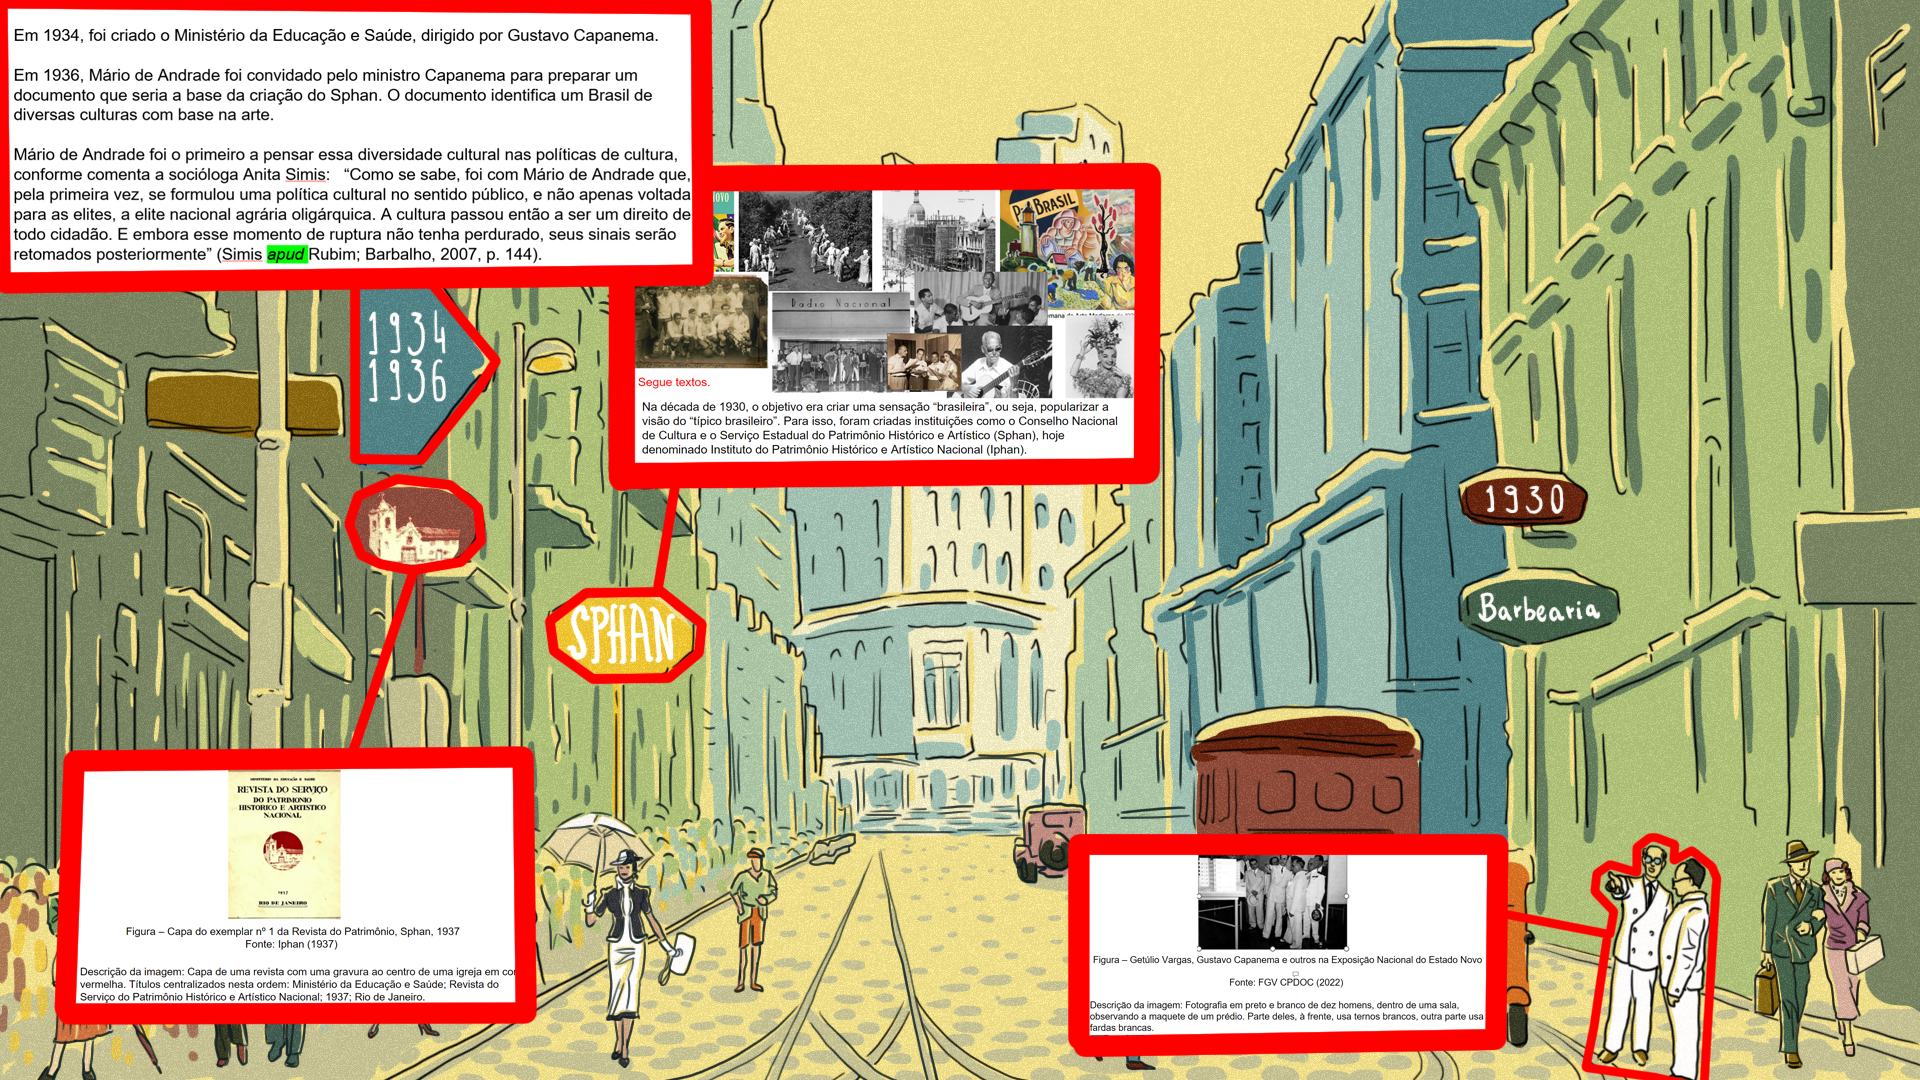 Em 1934, foi criado o Ministério da Educação e Saúde, dirigido por Gustavo Capanema.
Em 1936, Mário de Andrade foi convidado pelo ministro Capanema para preparar um
documento que seria a base da criação do Sphan. O documento identifica um Brasil de
diversas culturas com base na arte.
Mário de Andrade foi o primeiro a pensar essa diversidade cultural nas políticas de cultura,
conforme comenta a socióloga Anita Simis: “Como se sabe, foi com Mário de Andrade que,
pela primeira vez, se formulou uma política cultural no sentido público, e não apenas voltada
para as elites, a elite nacional agrária oligárquica. A cultura passou então a ser um direito de
todo cidadão. E embora esse momento de ruptura não tenha perdurado, seus sinais serão
retomados posteriormente” (Simis apud Rubim; Barbalho, 2007, p. 144).
BRASIL
Radio Nacional
Segue textos.
Na década de 1930, o objetivo era criar uma sensação “brasileira”, ou seja, popularizar a
visão do “típico brasileiro”. Para isso, foram criadas instituições como o Conselho Nacional
de Cultura e o Serviço Estadual do Patrimônio Histórico e Artístico (Sphan), hoje
denominado Instituto do Patrimônio Histórico e Artístico Nacional (Iphan).
1934
1936
SPHAN
1930
Barbearia
MINISTÉRIO DA EDUCAÇÃO E SAÚDE
REVISTA DO SERVIÇO
DO PATRIMONIO
HISTORICO E ARTISTICO
NACIONAL
1937
RIO DE JANEIRO
Figura – Capa do exemplar nº 1 da Revista do Patrimônio, Sphan, 1937
Fonte: Iphan (1937)
Descrição da imagem: Capa de uma revista com uma gravura ao centro de uma igreja em cor
vermelha. Títulos centralizados nesta ordem: Ministério da Educação e Saúde; Revista do
Serviço do Patrimônio Histórico e Artístico Nacional; 1937; Rio de Janeiro.
Figura – Getúlio Vargas, Gustavo Capanema e outros na Exposição Nacional do Estado Novo
Fonte: FGV CPDOC (2022)
Descrição da imagem: Fotografia em preto e branco de dez homens, dentro de uma sala,
observando a maquete de um prédio. Parte deles, à frente, usa ternos brancos, outra parte usa
fardas brancas.